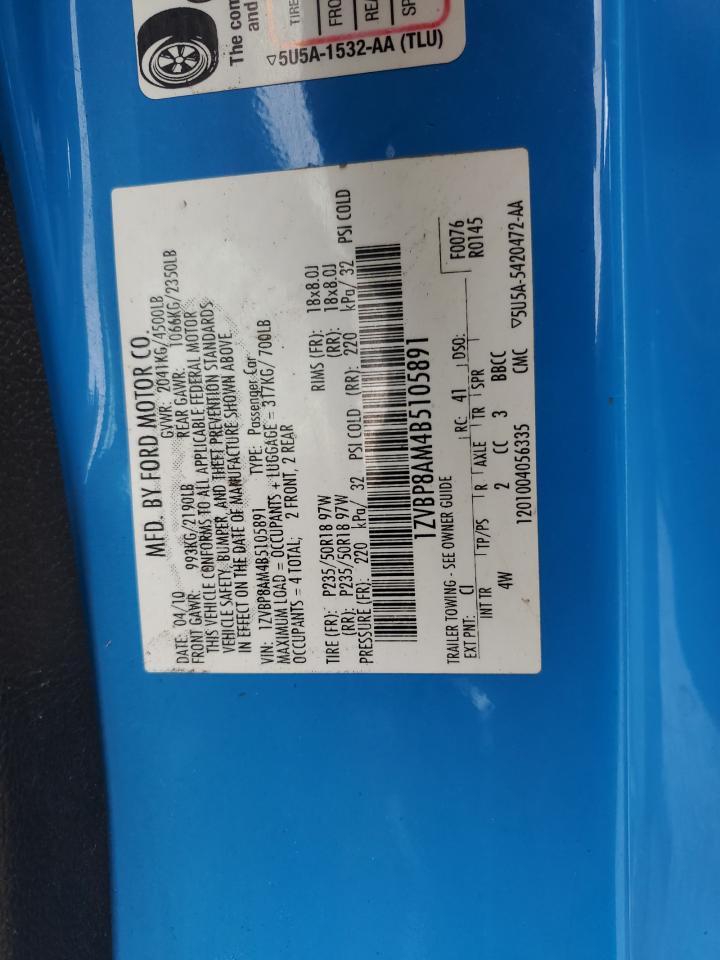 The com
and
TIRE
FRO
REA
SP
▽5U5A-1532-AA (TLU)
MFD. BY FORD MOTOR CO.
DATE: 04/10 GVWR: 2041KG/4500LB
FRONT GAWR: 993KG/2190LB REAR GAWR: 1066KG/2350LB
THIS VEHICLE CONFORMS TO ALL APPLICABLE FEDERAL MOTOR
VEHICLE SAFETY, BUMPER, AND THEFT PREVENTION STANDARDS
IN EFFECT ON THE DATE OF MANUFACTURE SHOWN ABOVE
VIN: 1ZVBP8AM4B5105891 TYPE: Passenger Car
MAXIMUM LOAD = OCCUPANTS + LUGGAGE = 317KG/ 700LB
OCCUPANTS = 4 TOTAL; 2 FRONT, 2 REAR
TIRE (FR): P235/50R18 97W RIMS (FR): 18x8.0J
(RR): P235/50R18 97W (RR): 18x8.0J
PRESSURE (FR): 220 kPa/ 32 PSI COLD (RR): 220 kPa/ 32 PSI COLD
1ZVBP8AM4B5105891
TRAILER TOWING - SEE OWNER GUIDE F0076
EXT PNT: CI RC: 41 DSO: R0145
INT TR TP/PS R AXLE TR SPR
4W 2 CC 3 BBCC
1201004056335 CMC ▽5U5A-5420472-AA